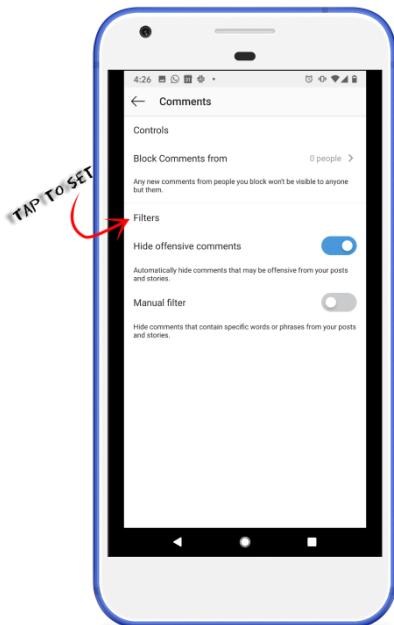 4:26
Comments
Controls
Block Comments from 0 people
Any new comments from people you block won't be visible to anyone
but them.
TAP TO SET
Filters
Hide offensive comments
Automatically hide comments that may be offensive from your posts
and stories.
Manual filter
Hide comments that contain specific words or phrases from your posts
and stories.